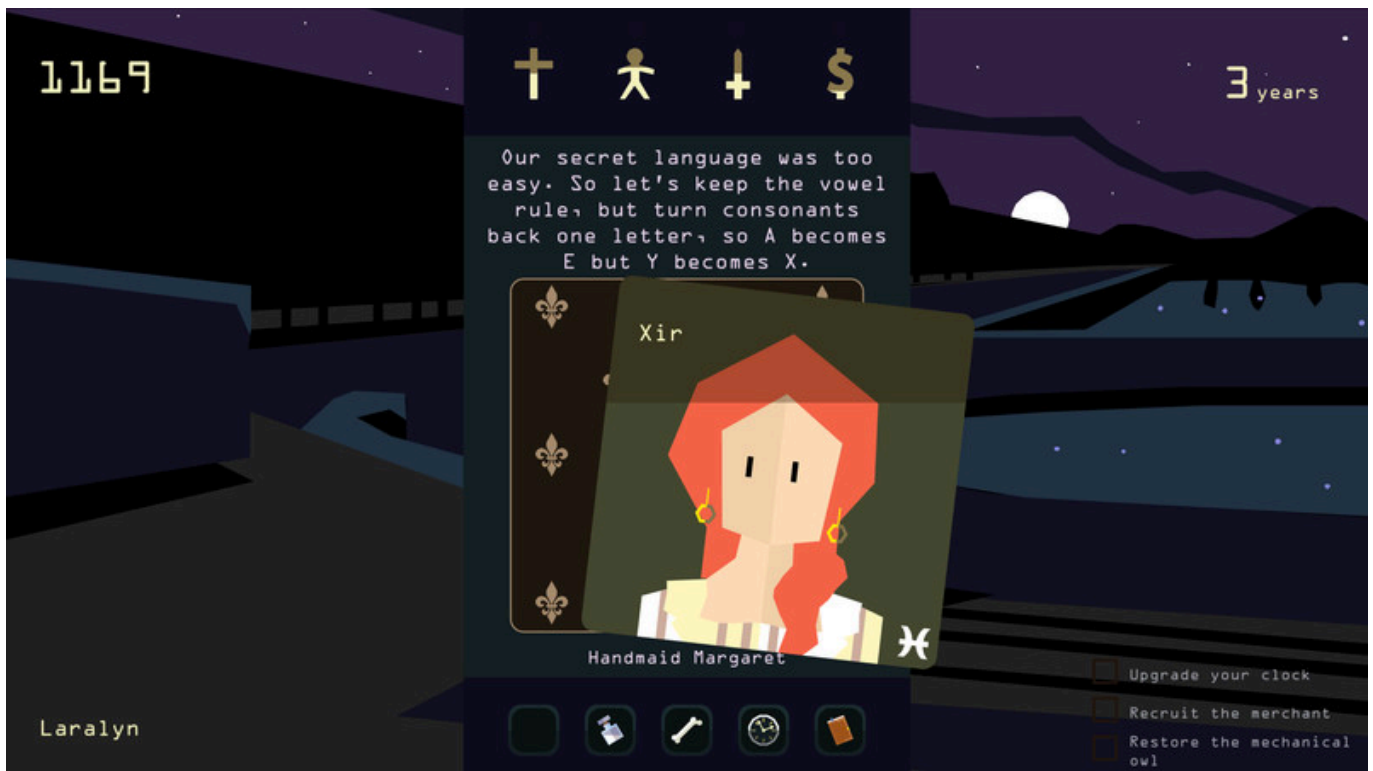 1169
3 years
Our secret language was too
easy. So let's keep the vowel
rule, but turn consonants
back one letter, so A becomes
E but Y becomes X.
Xir
Handmaid Margaret
Laralyn
Upgrade your clock
Recruit the merchant
Restore the mechanical
owl